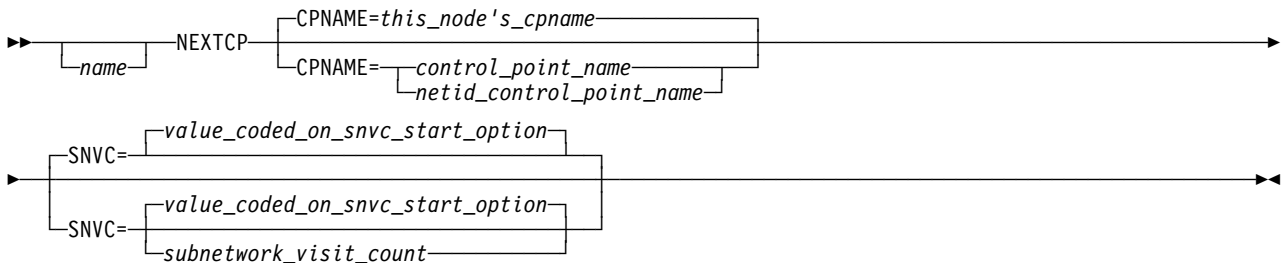 CPNAME=this_node's_cpname
name NEXTCP
CPNAME= control_point_name
netid_control_point_name
value_coded_on_snvc_start_option
SNVC=
value_coded_on_snvc_start_option
SNVC=
subnetwork_visit_count